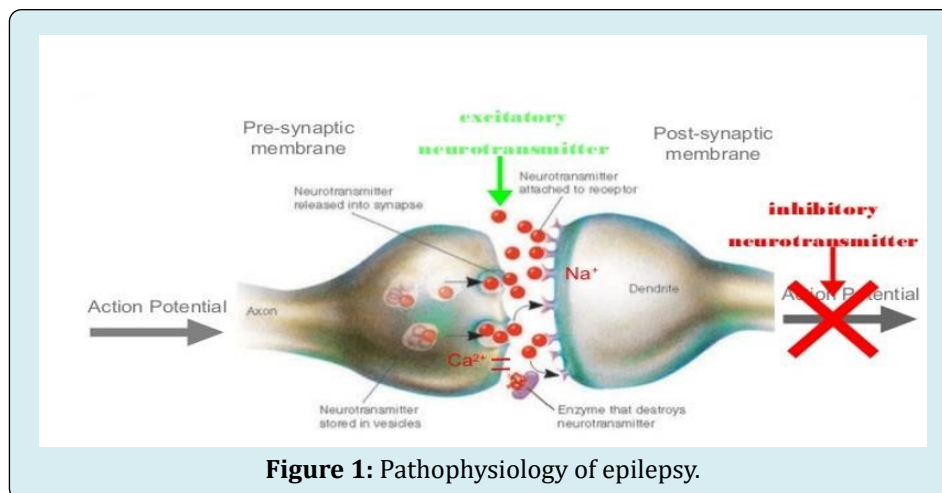 excitatory
neurotransmitter
Pre-synaptic
membrane
Post-synaptic
membrane
Neurotransmitter
released into synapse
Neurotransmitter
attached to receptor
inhibitory
neurotransmitter
Na⁺
Dendrite
Action Potential
Axon
Action Potential
Ca²⁺
Neurotransmitter
stored in vesicles
Enzyme that destroys
neurotransmitter
Figure 1: Pathophysiology of epilepsy.